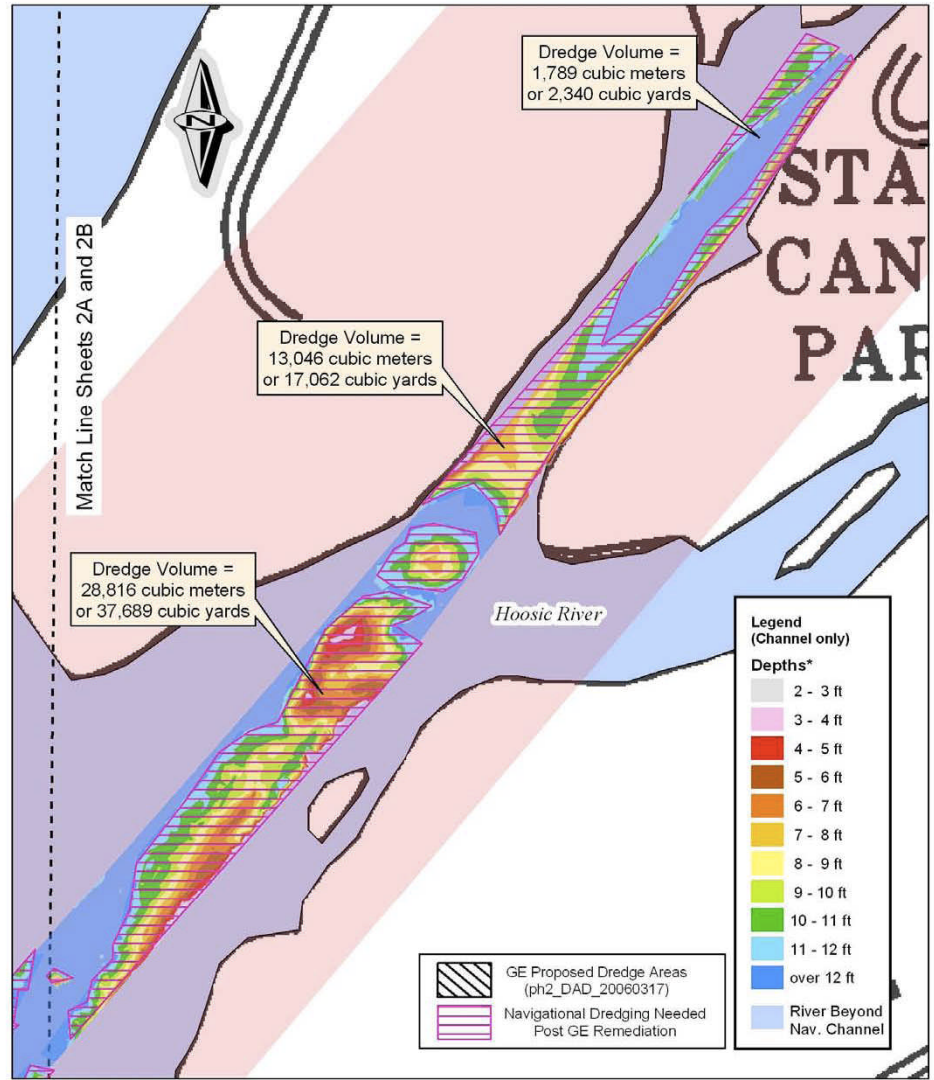 Dredge Volume =
1,789 cubic meters
or 2,340 cubic yards
N
STA
CAN
PAR
Match Line Sheets 2A and 2B
Dredge Volume =
13,046 cubic meters
or 17,062 cubic yards
Dredge Volume =
28,816 cubic meters
or 37,689 cubic yards
Hoosic River
Legend
(Channel only)
Depths*
2 - 3 ft
3 - 4 ft
4 - 5 ft
5 - 6 ft
6 - 7 ft
7 - 8 ft
8 - 9 ft
9 - 10 ft
10 - 11 ft
11 - 12 ft
over 12 ft
River Beyond
Nav. Channel
GE Proposed Dredge Areas
(ph2_DAD_20060317)
Navigational Dredging Needed
Post GE Remediation